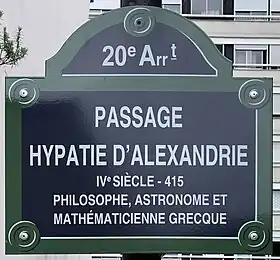 20e Arrt
PASSAGE
HYPATIE D'ALEXANDRIE
IVe SIÈCLE - 415
PHILOSOPHE, ASTRONOME ET
MATHÉMATICIENNE GRECQUE